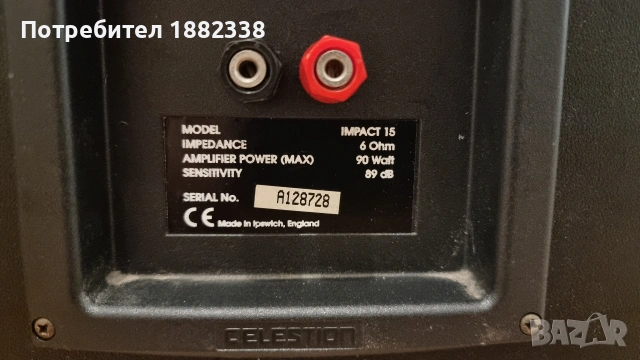 Потребител 1882338
MODEL IMPACT 15
IMPEDANCE 6 Ohm
AMPLIFIER POWER (MAX) 90 Watt
SENSITIVITY 89 dB
SERIAL No. A128728
CE Made in Ipswich, England
CELESTION
BAZAR